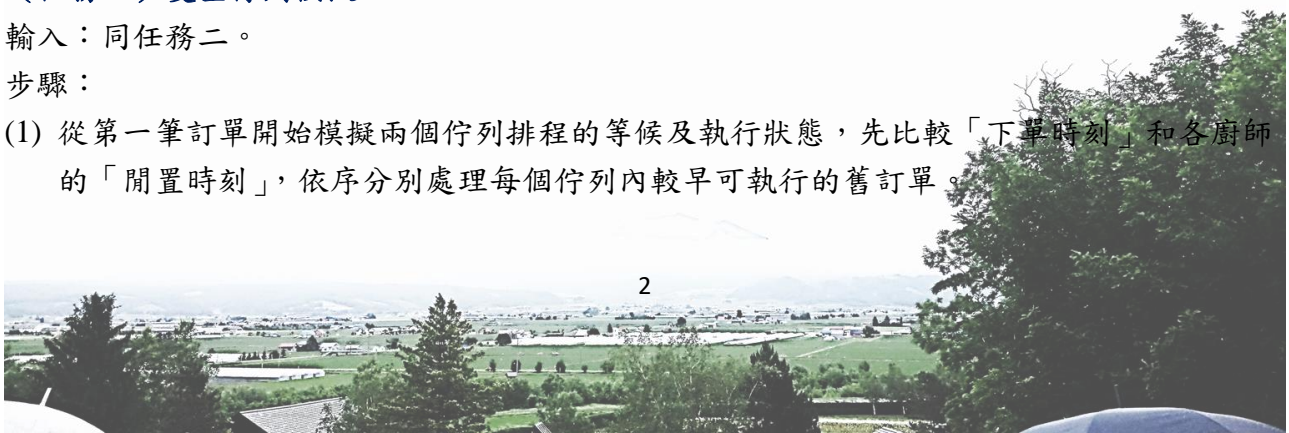 輸入：同任務二。
步驟：
(1) 從第一筆訂單開始模擬兩個佇列排程的等候及執行狀態，先比較「下單時刻」和各廚師
的「閒置時刻」，依序分別處理每個佇列內較早可執行的舊訂單。
2